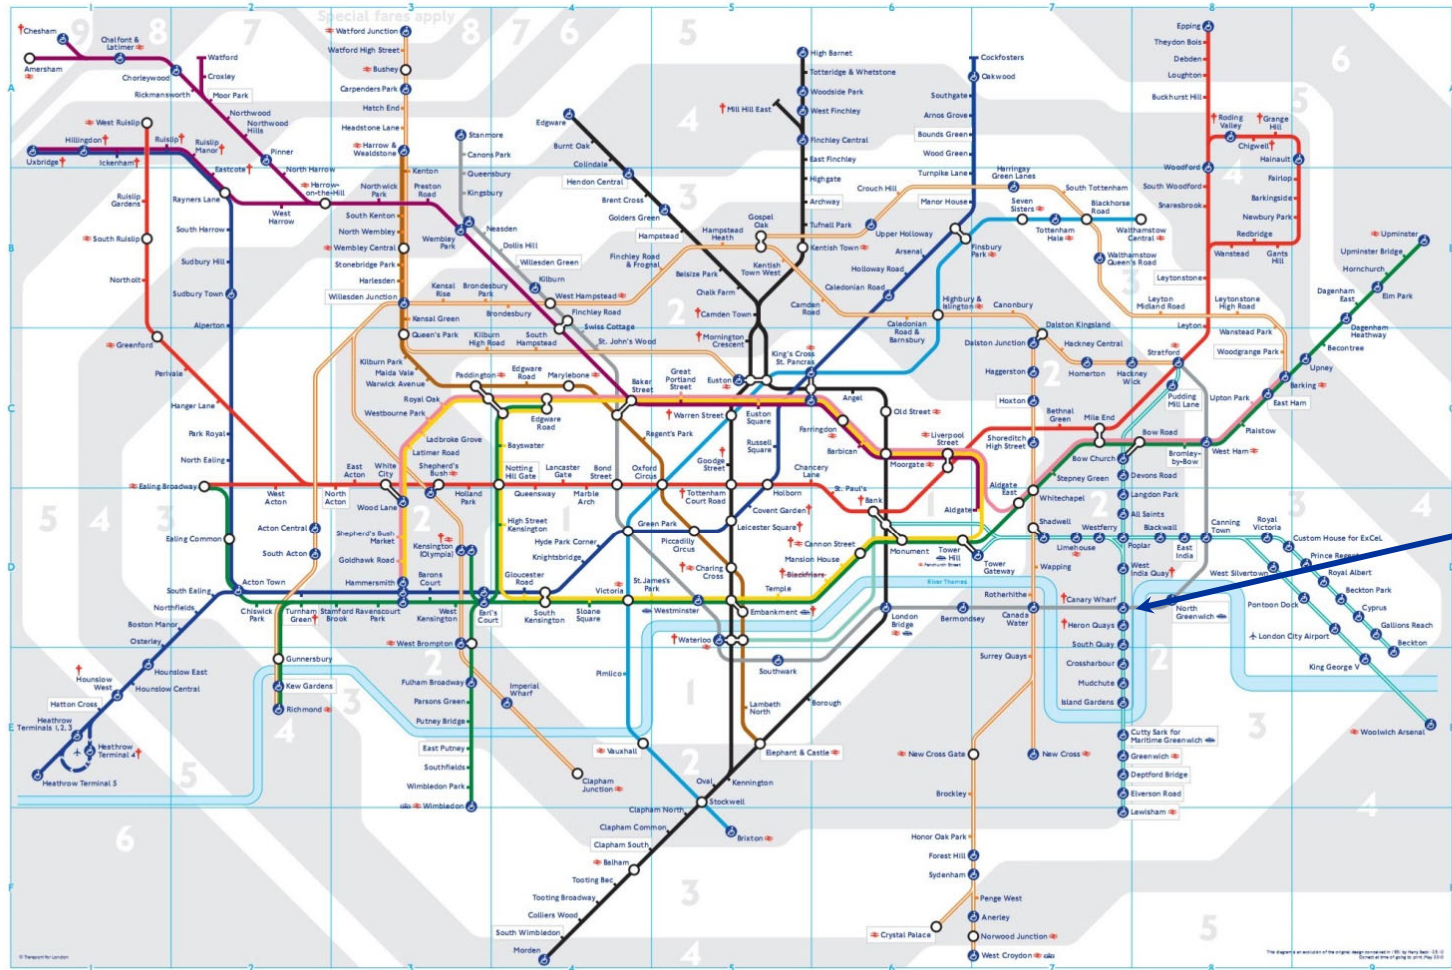 1
2
3
4
5
6
7
8
9
Special fares apply
Chesham
Chalfont &
Latimer
Amersham
Chorleywood
Rickmansworth
Watford
Croxley
Moor Park
Northwood
Northwood
Hills
Pinner
North Harrow
Harrow-
on-the-Hill
West Ruislip
Hillingdon
Ruislip
Ruislip
Manor
Uxbridge
Ickenham
Eastcote
Rayners Lane
West
Harrow
Ruislip
Gardens
South Ruislip
Northolt
Greenford
Perivale
Hanger Lane
South Harrow
Sudbury Hill
Sudbury Town
Alperton
Park Royal
North Ealing
Ealing Broadway
Ealing Common
South Ealing
Northfields
Boston Manor
Osterley
Hounslow East
Hounslow Central
Hounslow
West
Hatton Cross
Heathrow
Terminals 1, 2, 3
Heathrow
Terminal 4
Heathrow Terminal 5
Watford Junction
Watford High Street
Bushey
Carpenders Park
Hatch End
Headstone Lane
Harrow &
Wealdstone
Kenton
Northwick
Park
Preston
Road
South Kenton
North Wembley
Wembley Central
Stonebridge Park
Harlesden
Willesden Junction
Kensal Green
Queen's Park
Kilburn Park
Maida Vale
Warwick Avenue
Stanmore
Canons Park
Queensbury
Kingsbury
Wembley
Park
Neasden
Dollis Hill
Willesden Green
Kilburn
West Hampstead
Finchley Road
Swiss Cottage
St. John's Wood
Kensal
Rise
Brondesbury
Park
Brondesbury
Kilburn
High Road
South
Hampstead
Edgware
Burnt Oak
Colindale
Hendon Central
Brent Cross
Golders Green
Hampstead
Belsize Park
Chalk Farm
Camden Town
Mornington
Crescent
Finchley Road
& Frognal
Hampstead
Heath
Gospel
Oak
Kentish
Town West
Camden
Road
High Barnet
Totteridge & Whetstone
Woodside Park
West Finchley
Mill Hill East
Finchley Central
East Finchley
Highgate
Archway
Tufnell Park
Kentish Town
Cockfosters
Oakwood
Southgate
Arnos Grove
Bounds Green
Wood Green
Turnpike Lane
Manor House
Finsbury
Park
Arsenal
Holloway Road
Caledonian Road
Crouch Hill
Upper Holloway
Harringay
Green Lanes
South Tottenham
Seven
Sisters
Tottenham
Hale
Blackhorse
Road
Walthamstow
Central
Walthamstow
Queen's Road
Leyton
Midland Road
Leytonstone
High Road
Wanstead Park
Woodgrange Park
Highbury &
Islington
Canonbury
Caledonian
Road &
Barnsbury
Dalston Kingsland
Dalston Junction
Hackney Central
Homerton
Hackney
Wick
Stratford
Haggerston
Hoxton
Shoreditch
High Street
Epping
Theydon Bois
Debden
Loughton
Buckhurst Hill
Roding
Valley
Grange
Hill
Chigwell
Hainault
Woodford
Fairlop
South Woodford
Barkingside
Snaresbrook
Newbury Park
Redbridge
Wanstead
Gants
Hill
Leytonstone
Leyton
Upminster
Upminster Bridge
Hornchurch
Elm Park
Dagenham
East
Dagenham
Heathway
Becontree
Upney
Barking
East Ham
Upton Park
Plaistow
West Ham
Bromley-
by-Bow
Bow Road
Mile End
Bethnal
Green
Stepney Green
Whitechapel
Pudding
Mill Lane
Bow Church
Devons Road
Langdon Park
All Saints
Poplar
Blackwall
East
India
Canning
Town
Royal
Victoria
Custom House for ExCeL
Prince Regent
Royal Albert
Beckton Park
Cyprus
Gallions Reach
Beckton
West Silvertown
Pontoon Dock
London City Airport
King George V
Woolwich Arsenal
Shadwell
Limehouse
Westferry
West
India Quay
Canary Wharf
Heron Quays
South Quay
Crossharbour
Mudchute
Island Gardens
Cutty Sark for
Maritime Greenwich
Greenwich
Deptford Bridge
Elverson Road
Lewisham
North
Greenwich
Wapping
Rotherhithe
Canada
Water
Surrey Quays
New Cross Gate
New Cross
Brockley
Honor Oak Park
Forest Hill
Sydenham
Penge West
Anerley
Norwood Junction
West Croydon
Crystal Palace
Bermondsey
London
Bridge
Paddington
Edgware
Road
Marylebone
Baker
Street
Great
Portland
Street
Euston
King's Cross
St. Pancras
Warren Street
Euston
Square
Angel
Old Street
Farringdon
Barbican
Moorgate
Liverpool
Street
Royal Oak
Westbourne Park
Ladbroke Grove
Latimer Road
Edgware
Road
Bayswater
Regent's Park
Russell
Square
Goodge
Street
White
City
East
Acton
West
Acton
North
Acton
Shepherd's
Bush
Holland
Park
Notting
Hill Gate
Queensway
Lancaster
Gate
Marble
Arch
Bond
Street
Oxford
Circus
Tottenham
Court Road
Holborn
Chancery
Lane
St. Paul's
Bank
Wood Lane
Shepherd's Bush
Market
Goldhawk Road
Hammersmith
Kensington
(Olympia)
High Street
Kensington
Hyde Park Corner
Knightsbridge
Green Park
Piccadilly
Circus
Covent Garden
Leicester Square
Charing
Cross
Cannon Street
Mansion House
Blackfriars
Temple
Embankment
Monument
Tower
Hill
Fenchurch Street
Tower
Gateway
Aldgate
Aldgate
East
Acton Central
South Acton
Acton Town
Chiswick
Park
Turnham
Green
Stamford
Brook
Ravenscourt
Park
Barons
Court
West
Kensington
Earl's
Court
Gloucester
Road
South
Kensington
Sloane
Square
Victoria
St. James's
Park
Westminster
Waterloo
Southwark
River Thames
Gunnersbury
Kew Gardens
Richmond
West Brompton
Fulham Broadway
Parsons Green
Putney Bridge
East Putney
Southfields
Wimbledon Park
Wimbledon
Imperial
Wharf
Clapham
Junction
Pimlico
Vauxhall
Lambeth
North
Elephant & Castle
Borough
Kennington
Oval
Stockwell
Brixton
Clapham North
Clapham Common
Clapham South
Balham
Tooting Bec
Tooting Broadway
Colliers Wood
South Wimbledon
Morden
A
B
C
D
E
F
© Transport for London